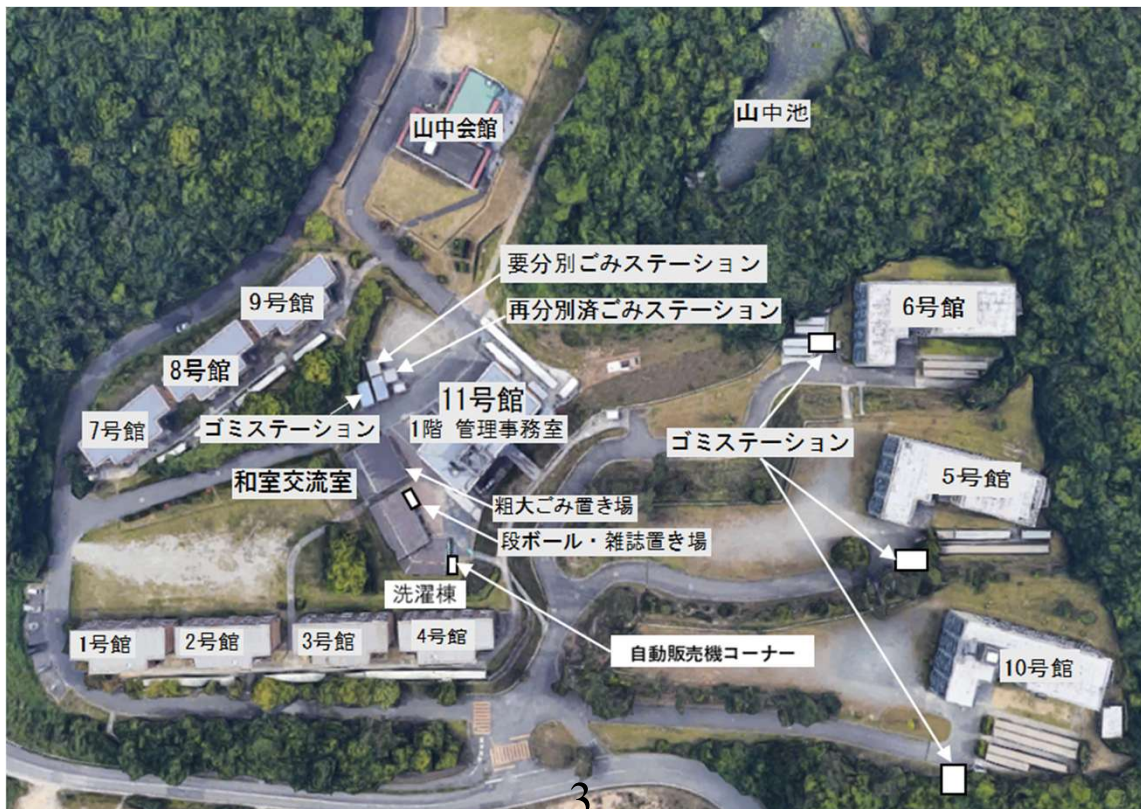 山中会館
山中池
要分別ごみステーション
9号館
6号館
再分別済ごみステーション
8号館
11号館
1階 管理事務室
7号館
ゴミステーション
ゴミステーション
5号館
和室交流室
粗大ごみ置き場
段ボール・雑誌置き場
洗濯棟
1号館
2号館
3号館
4号館
自動販売機コーナー
10号館
3